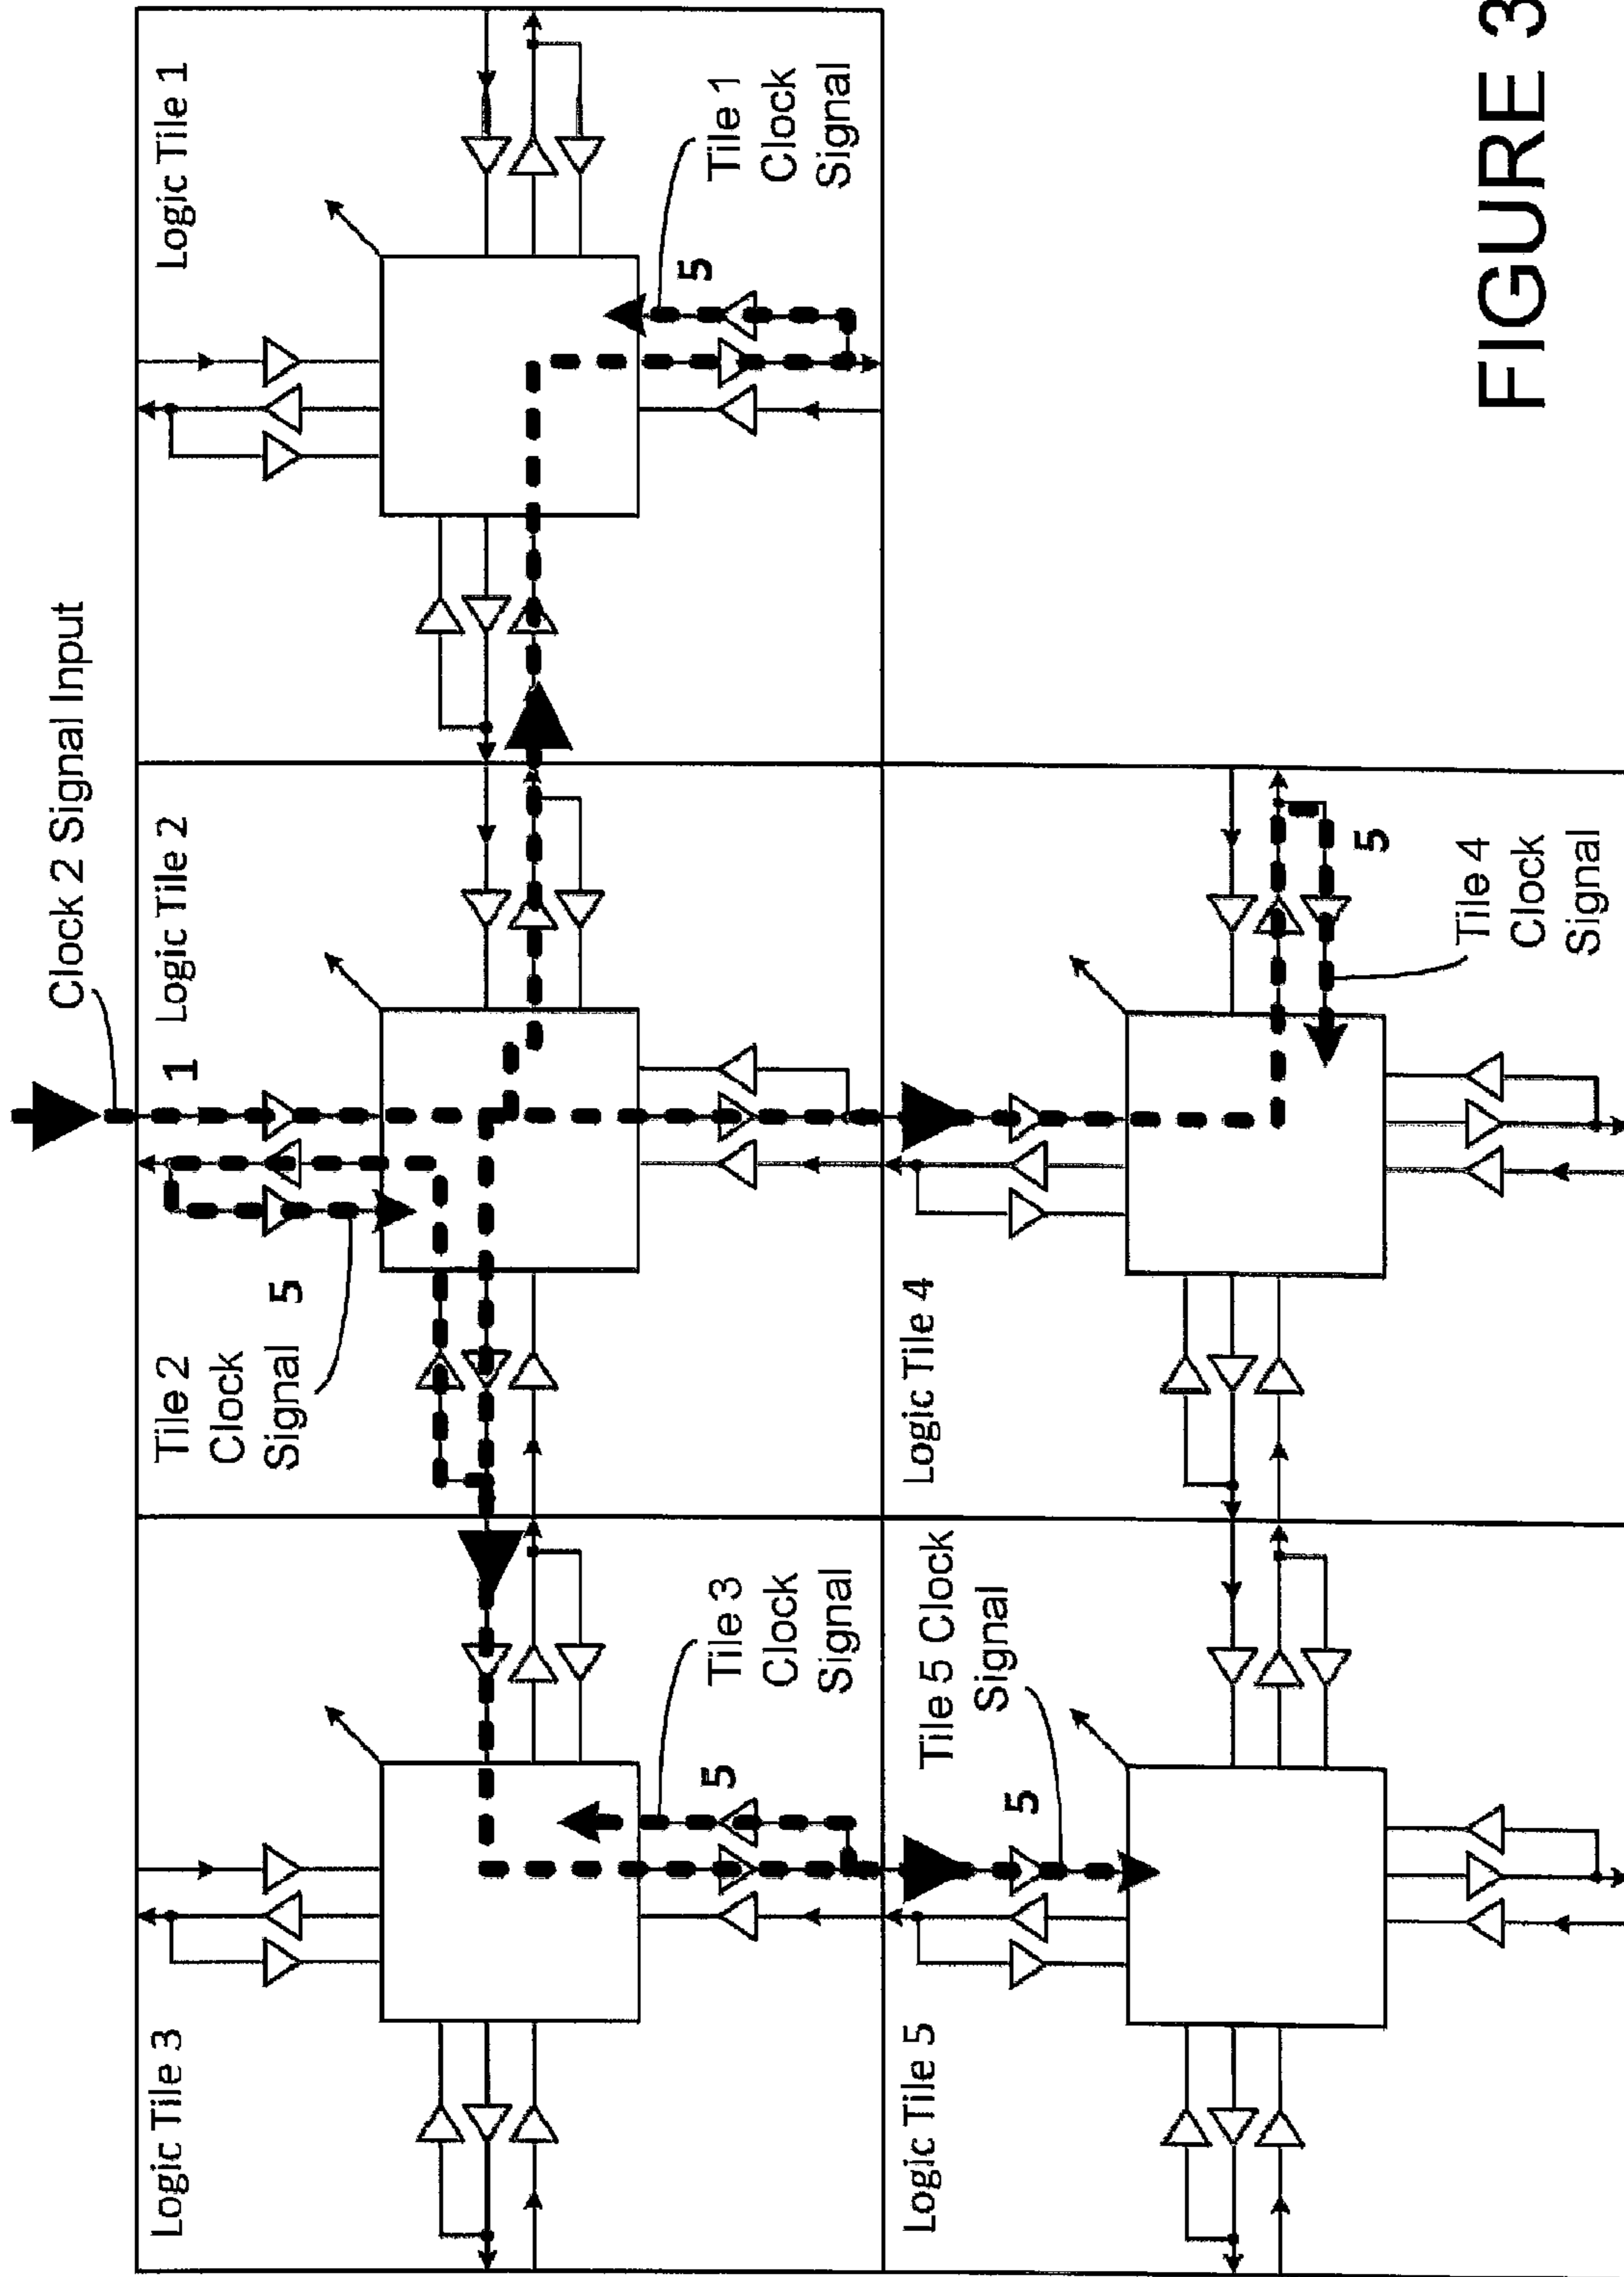 Clock 2 Signal Input
Logic Tile 3
Tile 2
Clock
Signal
5
1
Logic Tile 2
Logic Tile 1
5
Tile 3
Clock
Signal
5
Tile 1
Clock
Signal
Logic Tile 5
5
Tile 5 Clock
Signal
Logic Tile 4
5
Tile 4
Clock
Signal
FIGURE 3